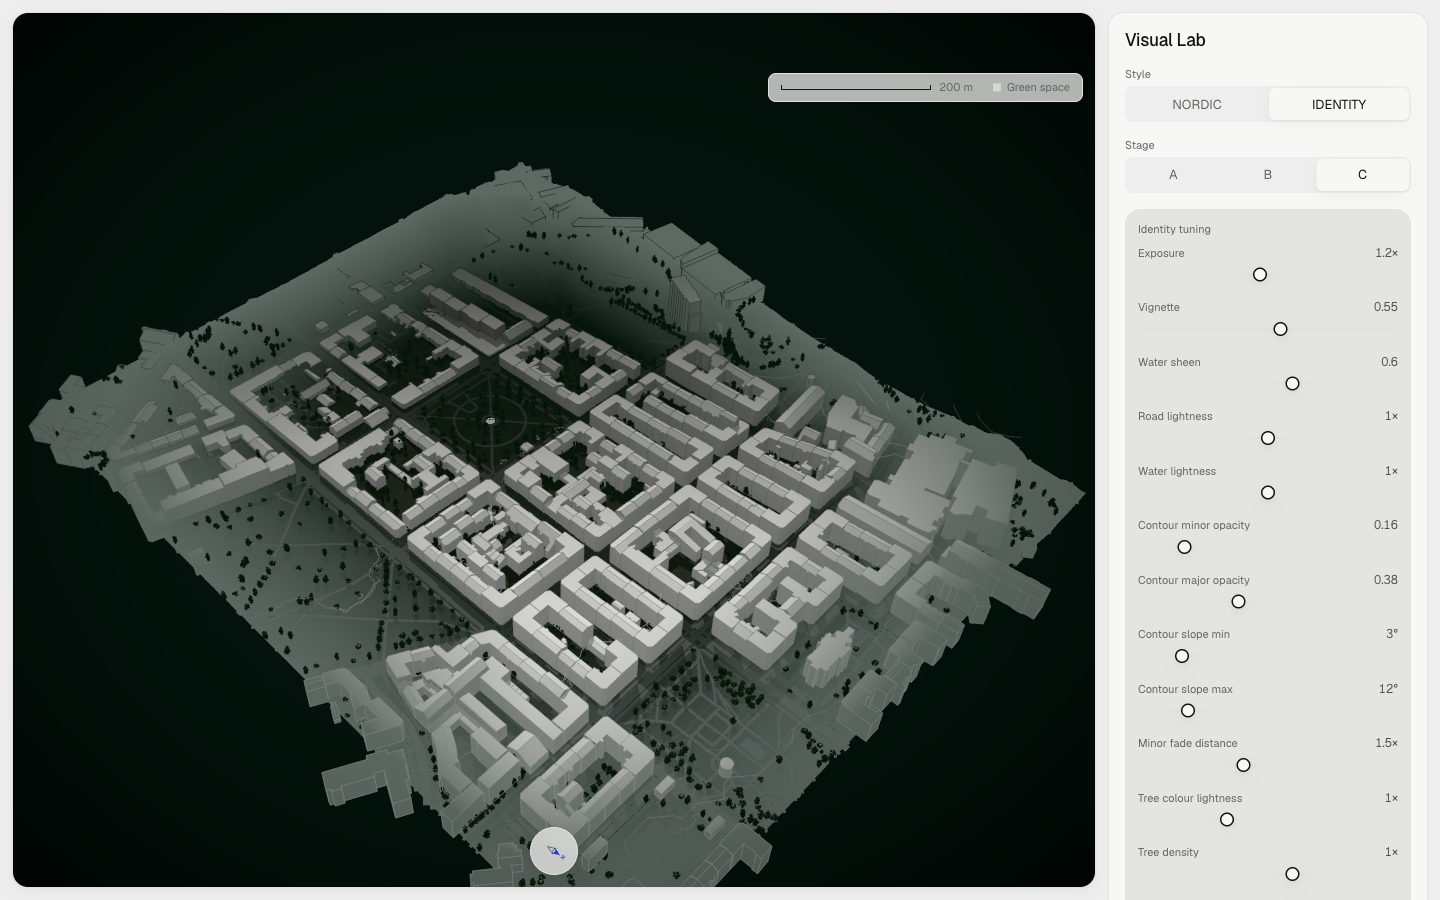 200 m Green space
Visual Lab
Style
NORDIC IDENTITY
Stage
A B C
Identity tuning
Exposure 1.2×
Vignette 0.55
Water sheen 0.6
Road lightness 1×
Water lightness 1×
Contour minor opacity 0.16
Contour major opacity 0.38
Contour slope min 3°
Contour slope max 12°
Minor fade distance 1.5×
Tree colour lightness 1×
Tree density 1×